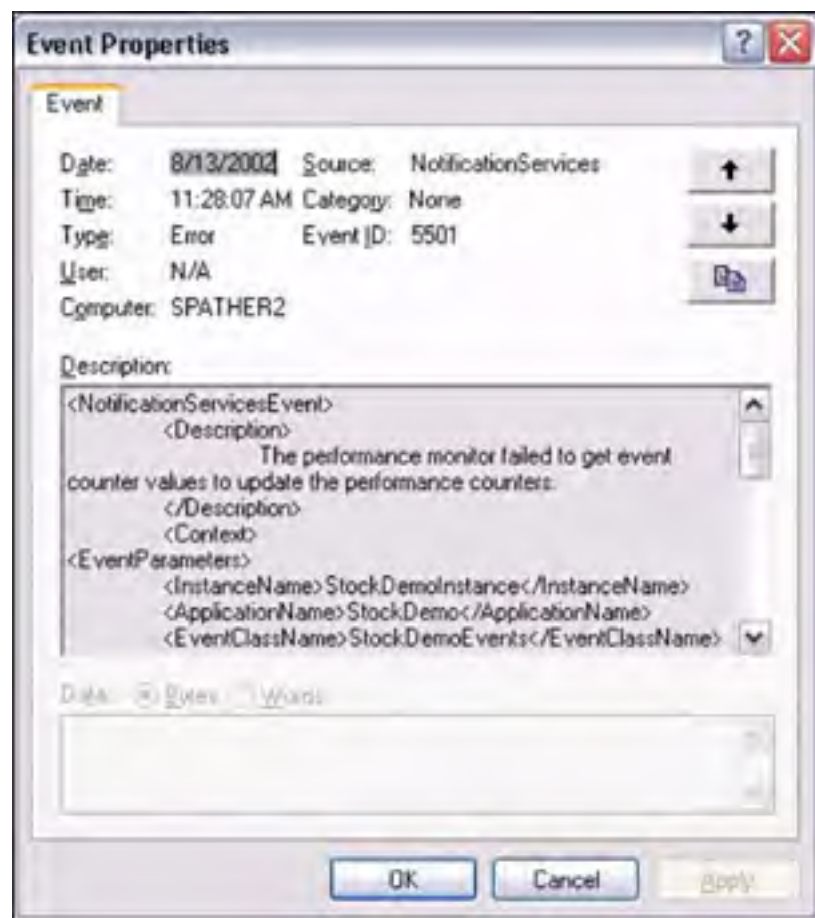 Event Properties
Event
Date: 8/13/2002 Source: NotificationServices
Time: 11:28:07 AM Category: None
Type: Error Event ID: 5501
User: N/A
Computer: SPATHER2
Description:
<NotificationServicesEvent>
<Description>
The performance monitor failed to get event
counter values to update the performance counters.
</Description>
<Context>
<EventParameters>
<InstanceName>StockDemoInstance</InstanceName>
<ApplicationName>StockDemo</ApplicationName>
<EventClassName>StockDemoEvents</EventClassName>
Data: Bytes Words
OK Cancel Apply